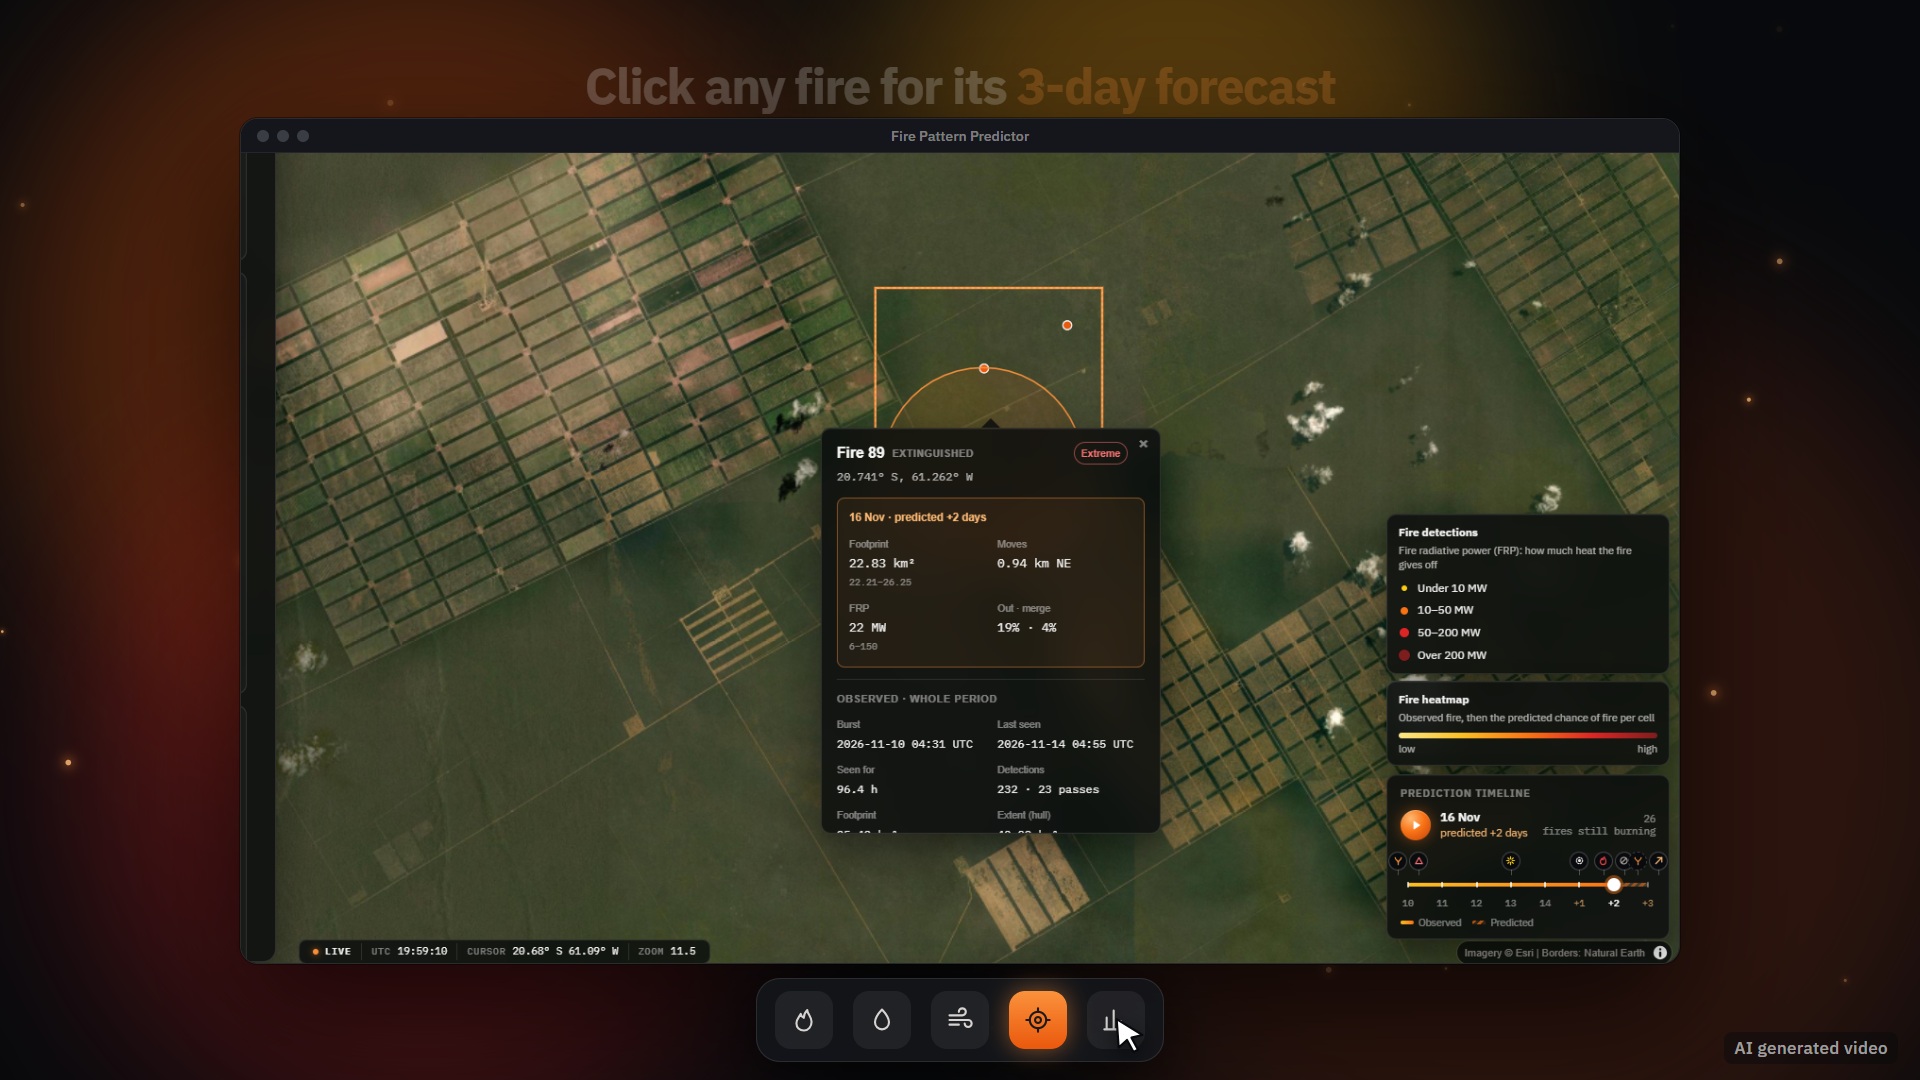 Click any fire for its 3-day forecast
Fire Pattern Predictor
Fire 89 EXTINGUISHED Extreme
20.741° S, 61.262° W
16 Nov · predicted +2 days
Footprint Moves
22.83 km² 0.94 km NE
22.21–26.25
FRP Out · merge
22 MW 19% · 4%
6–150
OBSERVED · WHOLE PERIOD
Burst Last seen
2026-11-10 04:31 UTC 2026-11-14 04:55 UTC
Seen for Detections
96.4 h 232 · 23 passes
Footprint Extent (hull)
Fire detections
Fire radiative power (FRP): how much heat the fire
gives off
Under 10 MW
10–50 MW
50–200 MW
Over 200 MW
Fire heatmap
Observed fire, then the predicted chance of fire per cell
low high
PREDICTION TIMELINE
16 Nov 26
predicted +2 days fires still burning
10 11 12 13 14 +1 +2 +3
Observed Predicted
LIVE UTC 19:59:10 CURSOR 20.68° S 61.09° W ZOOM 11.5
Imagery © Esri | Borders: Natural Earth
AI generated video